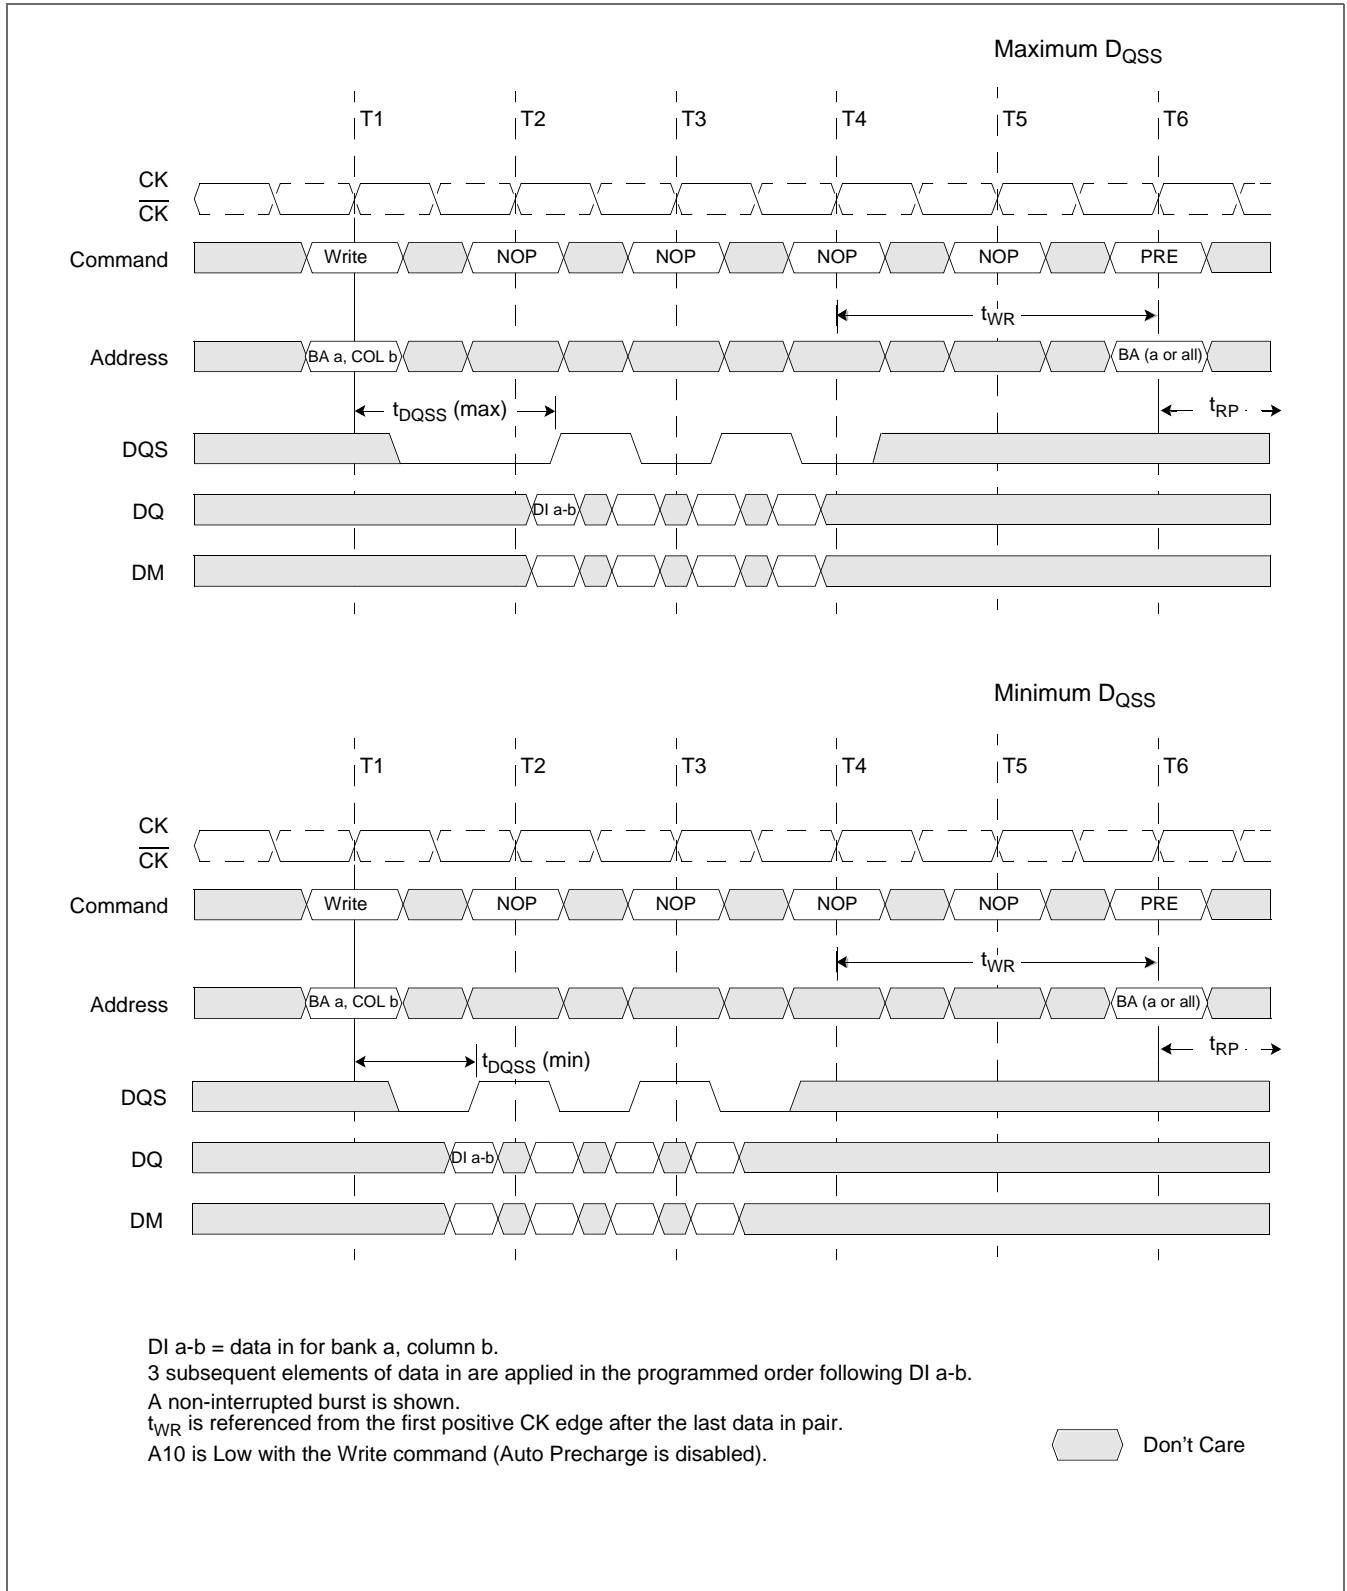 Maximum DQSS
T1 T2 T3 T4 T5 T6
CK
CK
Command Write NOP NOP NOP NOP PRE
tWR
Address BA a, COL b BA (a or all)
tDQSS (max) tRP
DQS
DQ DI a-b
DM
Minimum DQSS
T1 T2 T3 T4 T5 T6
CK
CK
Command Write NOP NOP NOP NOP PRE
tWR
Address BA a, COL b BA (a or all)
tDQSS (min) tRP
DQS
DQ DI a-b
DM
DI a-b = data in for bank a, column b.
3 subsequent elements of data in are applied in the programmed order following DI a-b.
A non-interrupted burst is shown.
tWR is referenced from the first positive CK edge after the last data in pair.
A10 is Low with the Write command (Auto Precharge is disabled).
Don't Care